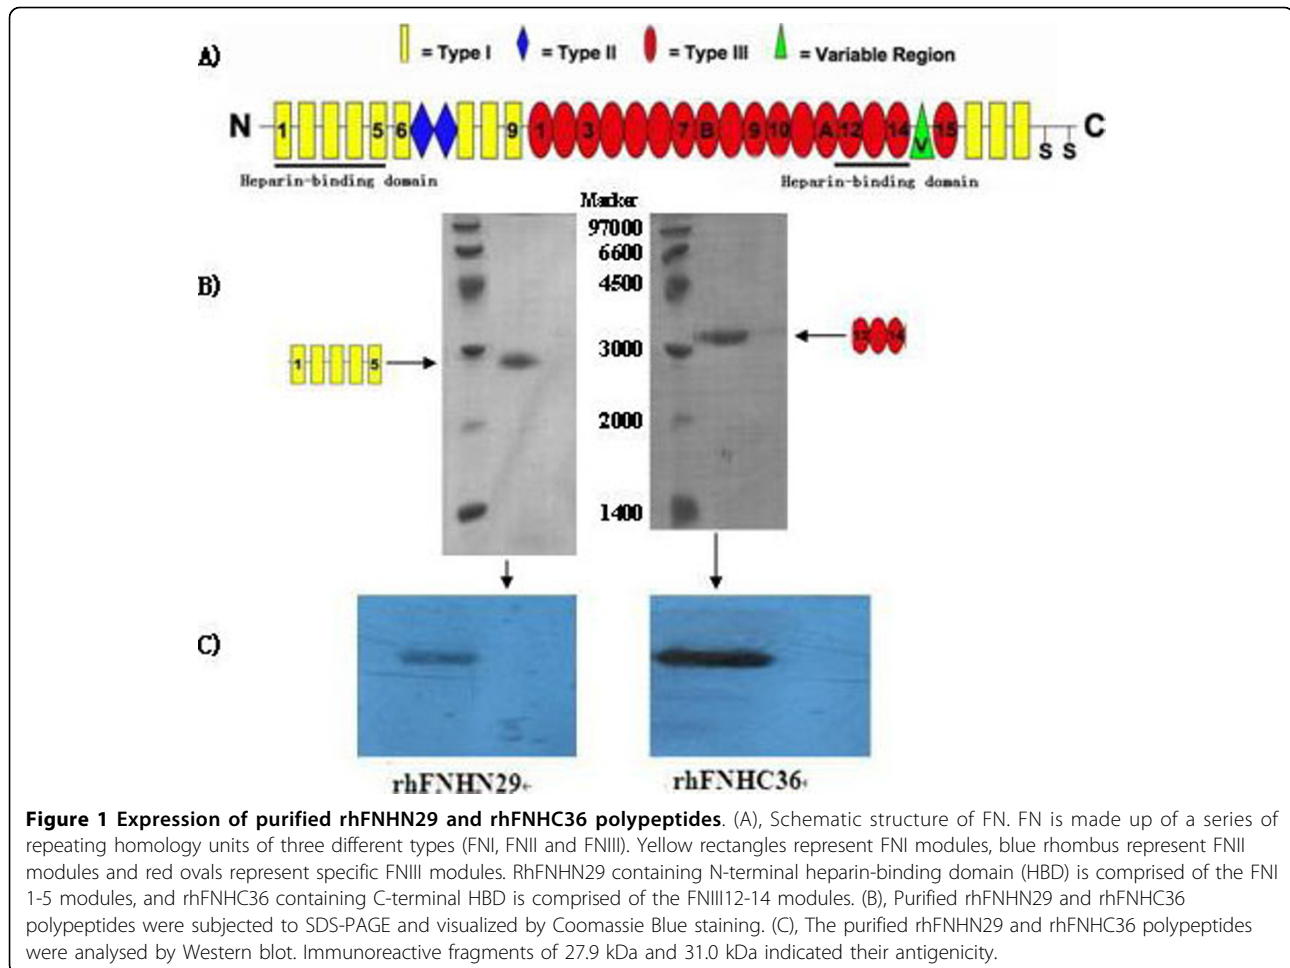 A)
= Type I = Type II = Type III = Variable Region
N 1 5 6 9 1 3 7 B 9 10 A 12 14 V 15 S S C
Heparin-binding domain Heparin-binding domain
Marker
97000
6600
B)
4500
3000
1 5
12 14
2000
1400
C)
rhFNHN29 rhFNHC36
Figure 1 Expression of purified rhFNHN29 and rhFNHC36 polypeptides. (A), Schematic structure of FN. FN is made up of a series of
repeating homology units of three different types (FNI, FNII and FNIII). Yellow rectangles represent FNI modules, blue rhombus represent FNII
modules and red ovals represent specific FNIII modules. RhFNHN29 containing N-terminal heparin-binding domain (HBD) is comprised of the FNI
1-5 modules, and rhFNHC36 containing C-terminal HBD is comprised of the FNIII12-14 modules. (B), Purified rhFNHN29 and rhFNHC36
polypeptides were subjected to SDS-PAGE and visualized by Coomassie Blue staining. (C), The purified rhFNHN29 and rhFNHC36 polypeptides
were analysed by Western blot. Immunoreactive fragments of 27.9 kDa and 31.0 kDa indicated their antigenicity.